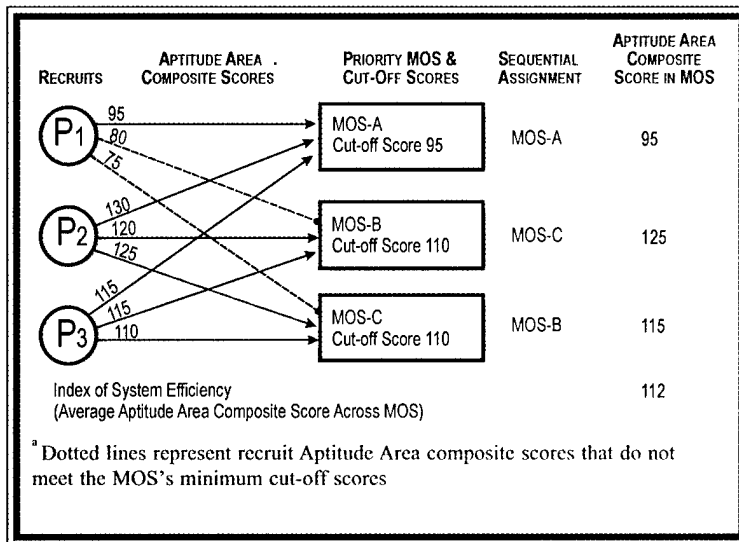 RECRUITS
APTITUDE AREA .
COMPOSITE SCORES
PRIORITY MOS &
CUT-OFF SCORES
SEQUENTIAL
ASSIGNMENT
APTITUDE AREA
COMPOSITE
SCORE IN MOS
P1
95
80
75
MOS-A
Cut-off Score 95
MOS-A
95
P2
130
120
125
MOS-B
Cut-off Score 110
MOS-C
125
P3
115
115
110
MOS-C
Cut-off Score 110
MOS-B
115
Index of System Efficiency
(Average Aptitude Area Composite Score Across MOS)
112
a Dotted lines represent recruit Aptitude Area composite scores that do not
meet the MOS's minimum cut-off scores